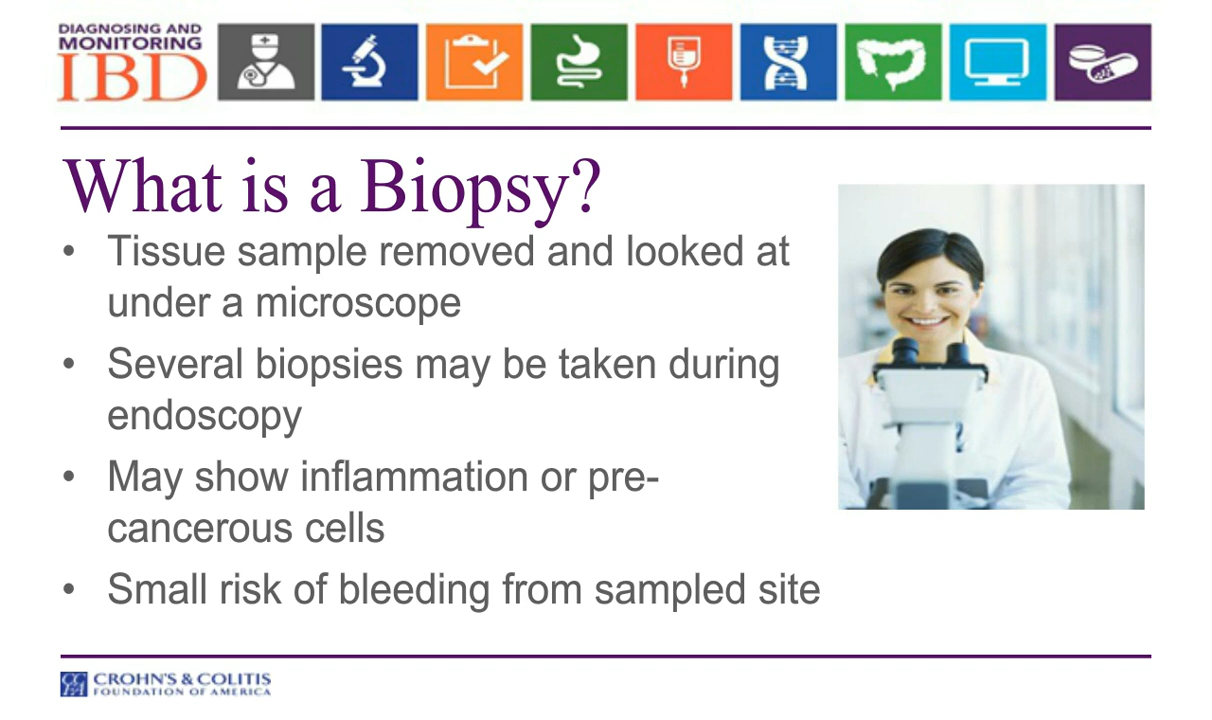 DIAGNOSING AND
MONITORING
IBD
What is a Biopsy?
• Tissue sample removed and looked at
under a microscope
• Several biopsies may be taken during
endoscopy
• May show inflammation or pre-
cancerous cells
• Small risk of bleeding from sampled site
CCFA
CROHN'S & COLITIS
FOUNDATION OF AMERICA